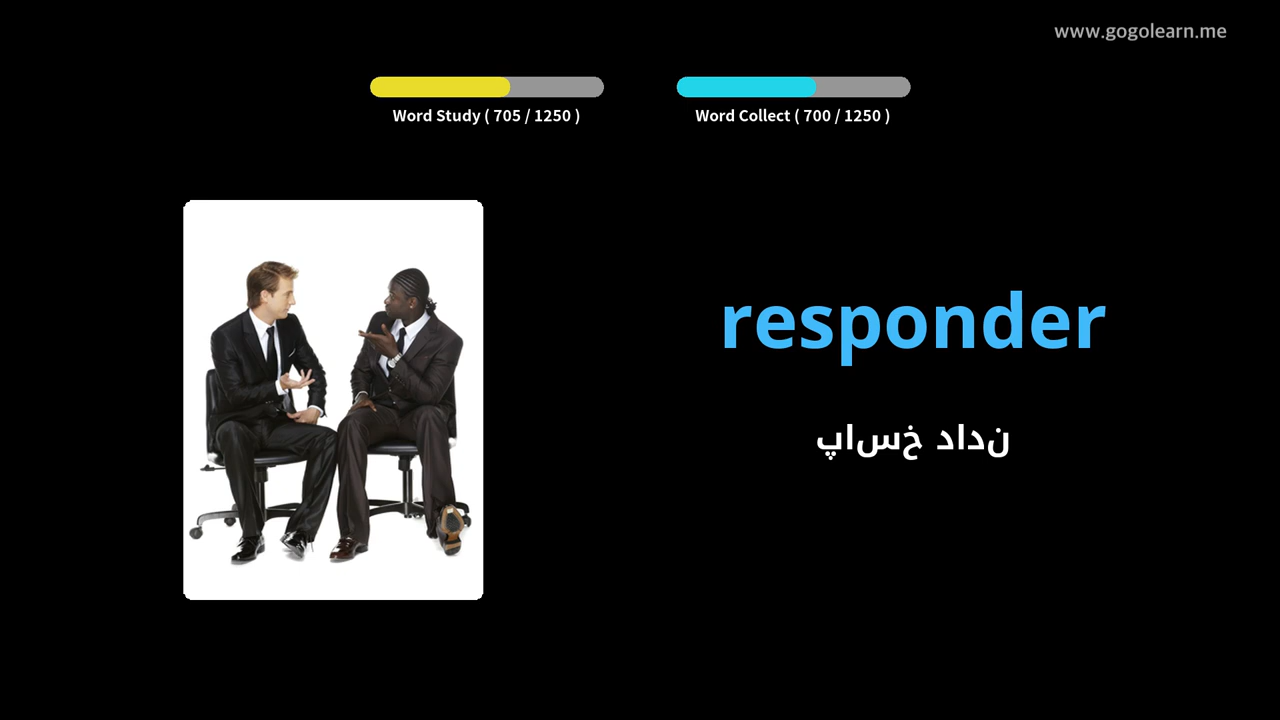 www.gogolearn.me
Word Study ( 705 / 1250 )
Word Collect ( 700 / 1250 )
responder
پاسخ دادن